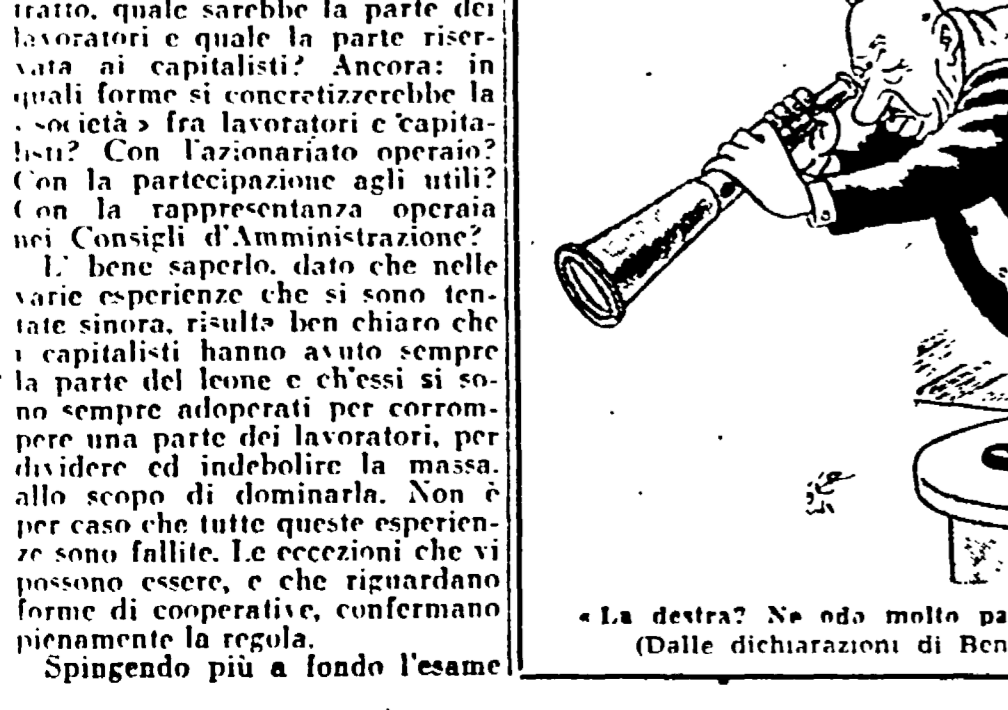 tratto, quale sarebbe la parte dei
lavoratori e quale la parte riser-
vata ai capitalisti? Ancora: in
quali forme si concretizzerebbe la
« società » fra lavoratori e capita-
listi? Con l'azionariato operaio?
Con la partecipazione agli utili?
Con la rappresentanza operaia
nei Consigli d'Amministrazione?
E' bene saperlo, dato che nelle
varie esperienze che si sono ten-
tate sinora, risulta ben chiaro che
i capitalisti hanno avuto sempre
la parte del leone e ch'essi si so-
no sempre adoperati per corrom-
pere una parte dei lavoratori, per
dividere ed indebolire la massa,
allo scopo di dominarla. Non è
per caso che tutte queste esperien-
ze sono fallite. Le eccezioni che vi
possono essere, e che riguardano
forme di cooperative, confermano
pienamente la regola.
Spingendo più a fondo l'esame
« La destra? Ne odo molto pa
(Dalle dichiarazioni di Ben